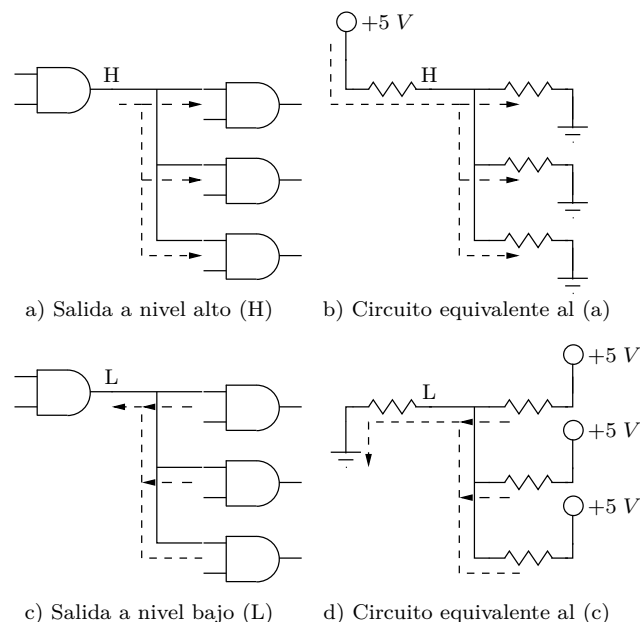 +5 V
H
H
a) Salida a nivel alto (H)
b) Circuito equivalente al (a)
+5 V
L
L
+5 V
+5 V
c) Salida a nivel bajo (L)
d) Circuito equivalente al (c)